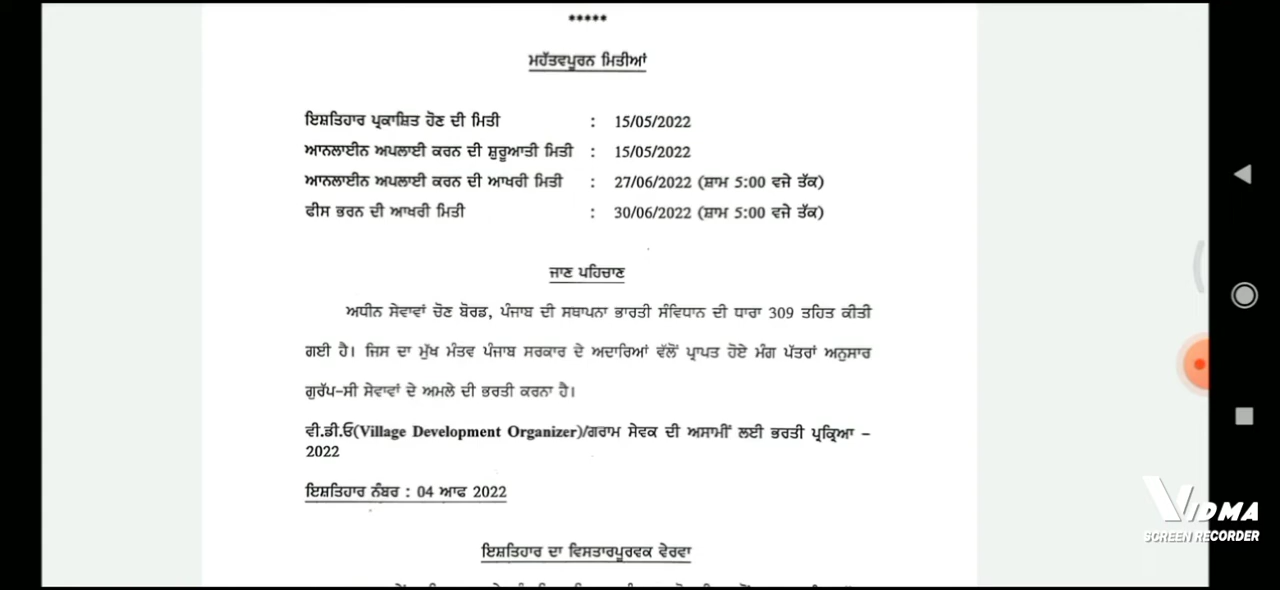 *****
ਮਹੱਤਵਪੂਰਨ ਮਿਤੀਆਂ
ਇਸ਼ਤਿਹਾਰ ਪ੍ਰਕਾਸ਼ਿਤ ਹੋਣ ਦੀ ਮਿਤੀ : 15/05/2022
ਆਨਲਾਈਨ ਅਪਲਾਈ ਕਰਨ ਦੀ ਸ਼ੁਰੂਆਤੀ ਮਿਤੀ : 15/05/2022
ਆਨਲਾਈਨ ਅਪਲਾਈ ਕਰਨ ਦੀ ਆਖਰੀ ਮਿਤੀ : 27/06/2022 (ਸ਼ਾਮ 5:00 ਵਜੇ ਤੱਕ)
ਫੀਸ ਭਰਨ ਦੀ ਆਖਰੀ ਮਿਤੀ : 30/06/2022 (ਸ਼ਾਮ 5:00 ਵਜੇ ਤੱਕ)
ਜਾਣ ਪਹਿਚਾਣ
ਅਧੀਨ ਸੇਵਾਵਾਂ ਚੋਣ ਬੋਰਡ, ਪੰਜਾਬ ਦੀ ਸਥਾਪਨਾ ਭਾਰਤੀ ਸੰਵਿਧਾਨ ਦੀ ਧਾਰਾ 309 ਤਹਿਤ ਕੀਤੀ
ਗਈ ਹੈ। ਜਿਸ ਦਾ ਮੁੱਖ ਮੰਤਵ ਪੰਜਾਬ ਸਰਕਾਰ ਦੇ ਅਦਾਰਿਆਂ ਵੱਲੋਂ ਪ੍ਰਾਪਤ ਹੋਏ ਮੰਗ ਪੱਤਰਾਂ ਅਨੁਸਾਰ
ਗੁਰੱਪ-ਸੀ ਸੇਵਾਵਾਂ ਦੇ ਅਮਲੇ ਦੀ ਭਰਤੀ ਕਰਨਾ ਹੈ।
ਵੀ.ਡੀ.ਓ(Village Development Organizer)/ਗਰਾਮ ਸੇਵਕ ਦੀ ਅਸਾਮੀਂ ਲਈ ਭਰਤੀ ਪ੍ਰਕ੍ਰਿਆ –
2022
ਇਸ਼ਤਿਹਾਰ ਨੰਬਰ : 04 ਆਫ 2022
ਇਸ਼ਤਿਹਾਰ ਦਾ ਵਿਸਤਾਰਪੂਰਵਕ ਵੇਰਵਾ
VIDMA
SCREEN RECORDER